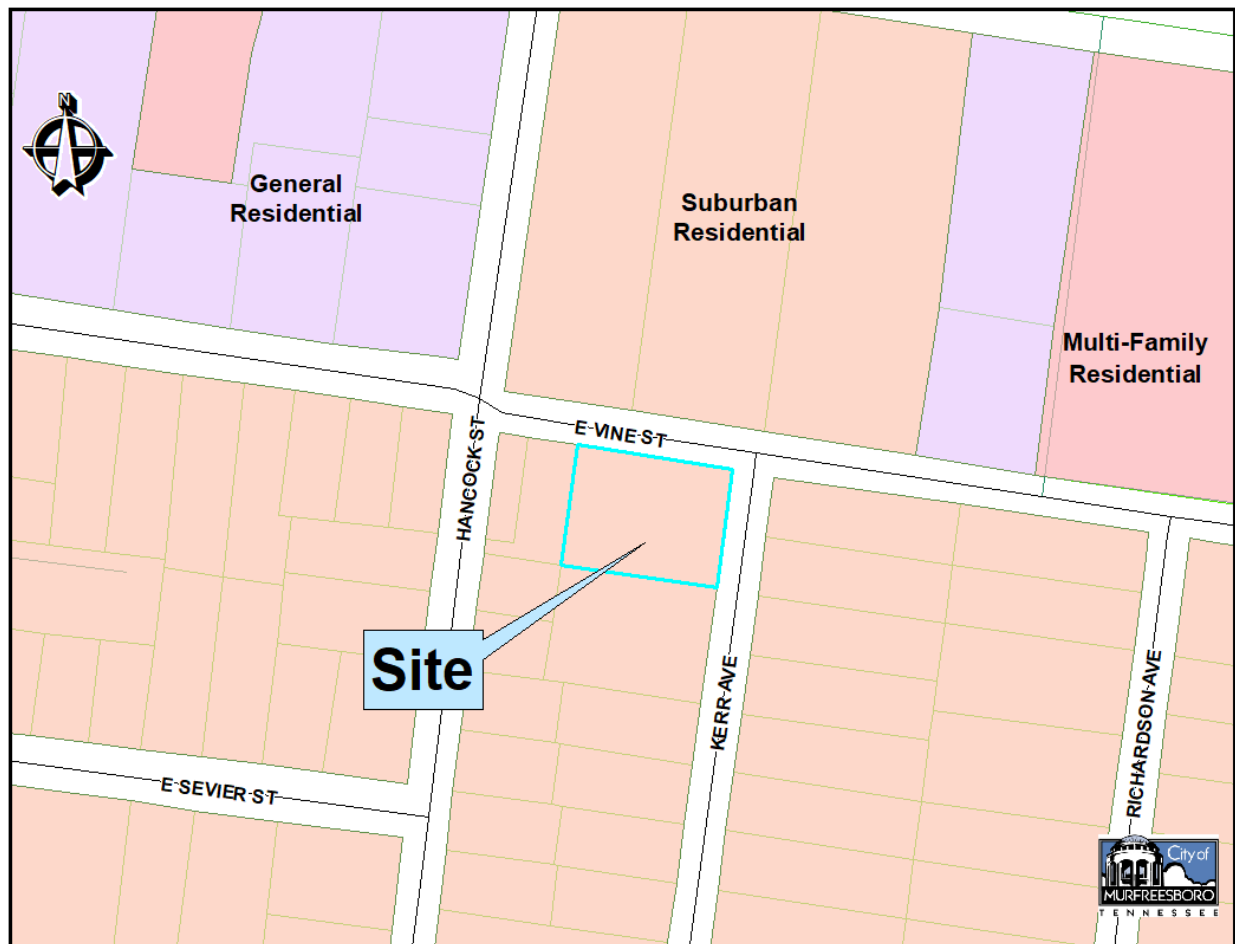 N
General
Residential
Suburban
Residential
Multi-Family
Residential
E VINE ST
HANCOCK ST
Site
KERR AVE
RICHARDSON AVE
E SEVIER ST
City of
MURFREESBORO
TENNESSEE